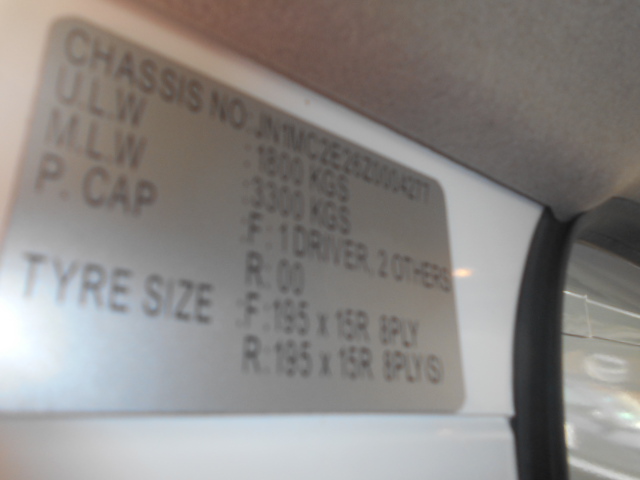 CHASSIS NO :JN1MC2E26Z0004277
U.L.W :1800 KGS
M.L.W :3300 KGS
P. CAP :F: 1 DRIVER, 2 OTHERS
R: 00
TYRE SIZE :F: 195 x 15R 8PLY
R: 195 x 15R 8PLY(S)